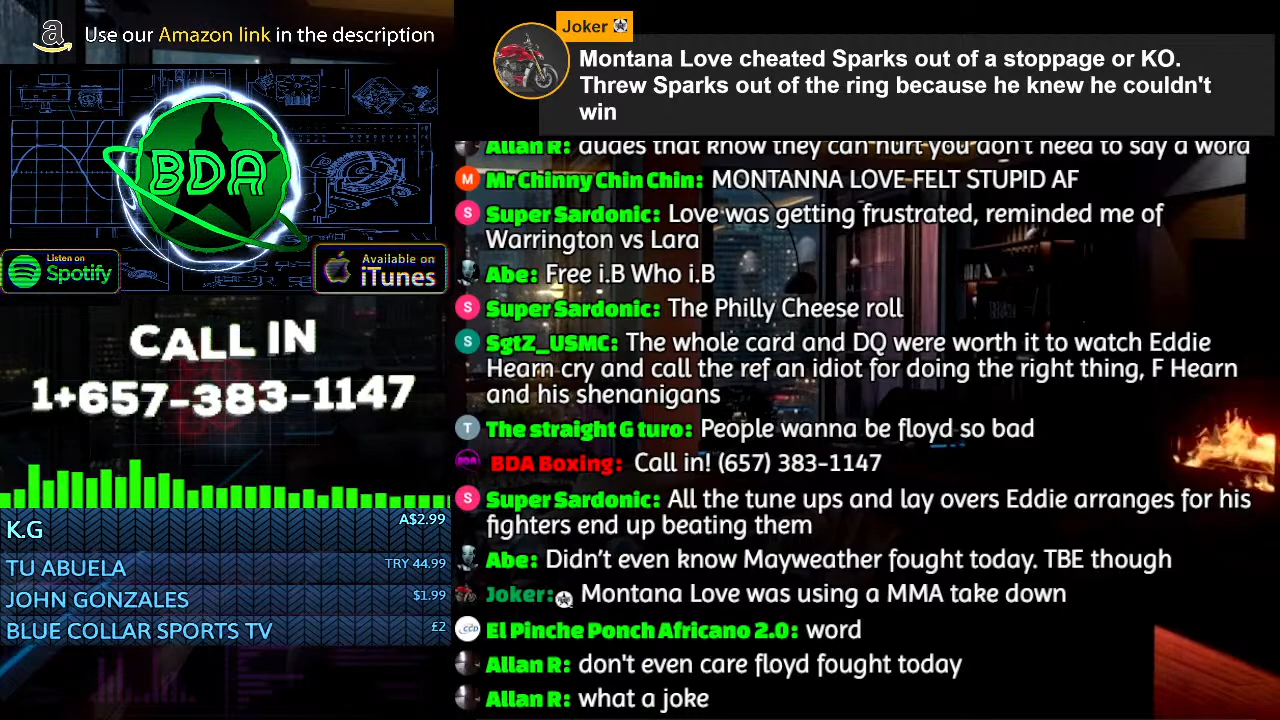 Use our Amazon link in the description
BDA
Listen on
Spotify
Available on
iTunes
CALL IN
1+657-383-1147
K.G
A$2.99
TU ABUELA
TRY 44.99
JOHN GONZALES
$1.99
BLUE COLLAR SPORTS TV
£2
Joker
Montana Love cheated Sparks out of a stoppage or KO.
Threw Sparks out of the ring because he knew he couldn't
win
Allan R: dudes that know they can hurt you don't need to say a word
M Mr Chinny Chin Chin: MONTANNA LOVE FELT STUPID AF
S Super Sardonic: Love was getting frustrated, reminded me of
Warrington vs Lara
Abe: Free i.B Who i.B
S Super Sardonic: The Philly Cheese roll
S SgtZ_USMC: The whole card and DQ were worth it to watch Eddie
Hearn cry and call the ref an idiot for doing the right thing, F Hearn
and his shenanigans
T The straight G turo: People wanna be floyd so bad
BDA BDA Boxing: Call in! (657) 383-1147
S Super Sardonic: All the tune ups and lay overs Eddie arranges for his
fighters end up beating them
Abe: Didn't even know Mayweather fought today. TBE though
Joker: Montana Love was using a MMA take down
El Pinche Ponch Africano 2.0: word
Allan R: don't even care floyd fought today
Allan R: what a joke